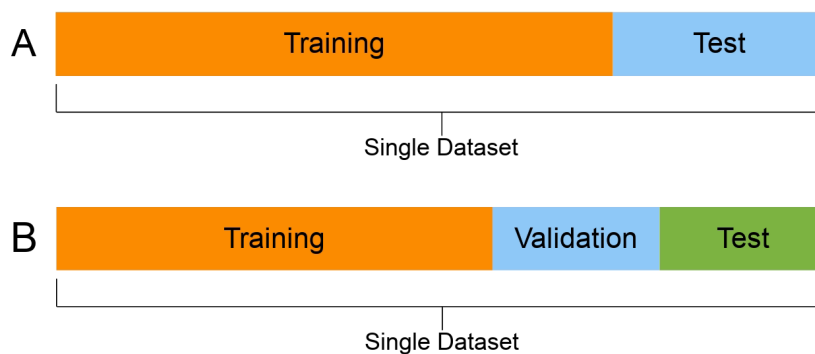 A Training Test
Single Dataset
B Training Validation Test
Single Dataset